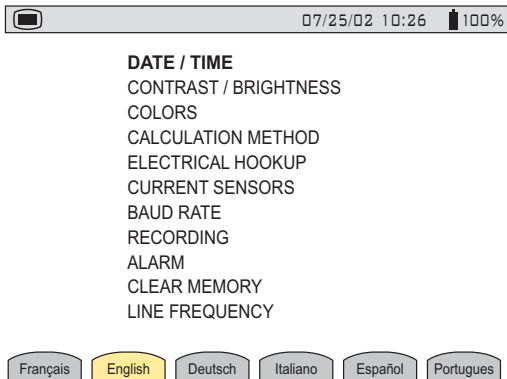 07/25/02 10:26 100%
DATE / TIME
CONTRAST / BRIGHTNESS
COLORS
CALCULATION METHOD
ELECTRICAL HOOKUP
CURRENT SENSORS
BAUD RATE
RECORDING
ALARM
CLEAR MEMORY
LINE FREQUENCY
Français English Deutsch Italiano Español Portugues